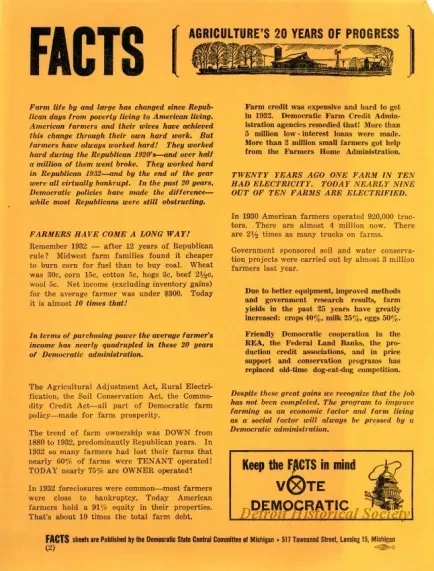 FACTS
AGRICULTURE'S 20 YEARS OF PROGRESS
Farm life by and large has changed since Repub-
lican days from poverty living to American living.
American farmers and their wives have achieved
this change through their own hard work. But
farmers have always worked hard! They worked
hard during the Republican 1920's—and over half
a million of them went broke. They worked hard
in Republican 1932—and by the end of the year
were all virtually bankrupt. In the past 20 years,
Democratic policies have made the difference—
while most Republicans were still obstructing.
FARMERS HAVE COME A LONG WAY!
Remember 1932 — after 12 years of Republican
rule? Midwest farm families found it cheaper
to burn corn for fuel than to buy coal. Wheat
was 30c, corn 15c, cotton 5c, hogs 3c, beef 2½c,
wool 5c. Net income (excluding inventory gains)
for the average farmer was under $300. Today
it is almost 10 times that!
In terms of purchasing power the average farmer's
income has nearly quadrupled in these 20 years
of Democratic administration.
The Agricultural Adjustment Act, Rural Electri-
fication, the Soil Conservation Act, the Commo-
dity Credit Act—all part of Democratic farm
policy—made for farm prosperity.
The trend of farm ownership was DOWN from
1880 to 1932, predominantly Republican years. In
1932 so many farmers had lost their farms that
nearly 60% of farms were TENANT operated!
TODAY nearly 75% are OWNER operated!
In 1932 foreclosures were common—most farmers
were close to bankruptcy. Today American
farmers hold a 91% equity in their properties.
That's about 10 times the total farm debt.
Farm credit was expensive and hard to get
in 1932. Democratic Farm Credit Admin-
istration agencies remedied that! More than
5 million low-interest loans were made.
More than 2 million small farmers got help
from the Farmers Home Administration.
TWENTY YEARS AGO ONE FARM IN TEN
HAD ELECTRICITY. TODAY NEARLY NINE
OUT OF TEN FARMS ARE ELECTRIFIED.
In 1930 American farmers operated 920,000 trac-
tors. There are almost 4 million now. There
are 2½ times as many trucks on farms.
Government sponsored soil and water conserva-
tion projects were carried out by almost 3 million
farmers last year.
Due to better equipment, improved methods
and government research results, farm
yields in the past 25 years have greatly
increased: crops 40%, milk 25%, eggs 50%.
Friendly Democratic cooperation in the
REA, the Federal Land Banks, the pro-
duction credit associations, and in price
support and conservation programs has
replaced old-time dog-eat-dog competition.
Despite these great gains we recognize that the job
has not been completed. The program to improve
farming as an economic factor and farm living
as a social factor will always be pressed by a
Democratic administration.
Keep the FACTS in mind
VOTE
DEMOCRATIC
Detroit Historical Society
FACTS sheets are Published by the Democratic State Central Committee of Michigan • 517 Townsend Street, Lansing 15, Michigan
(2)